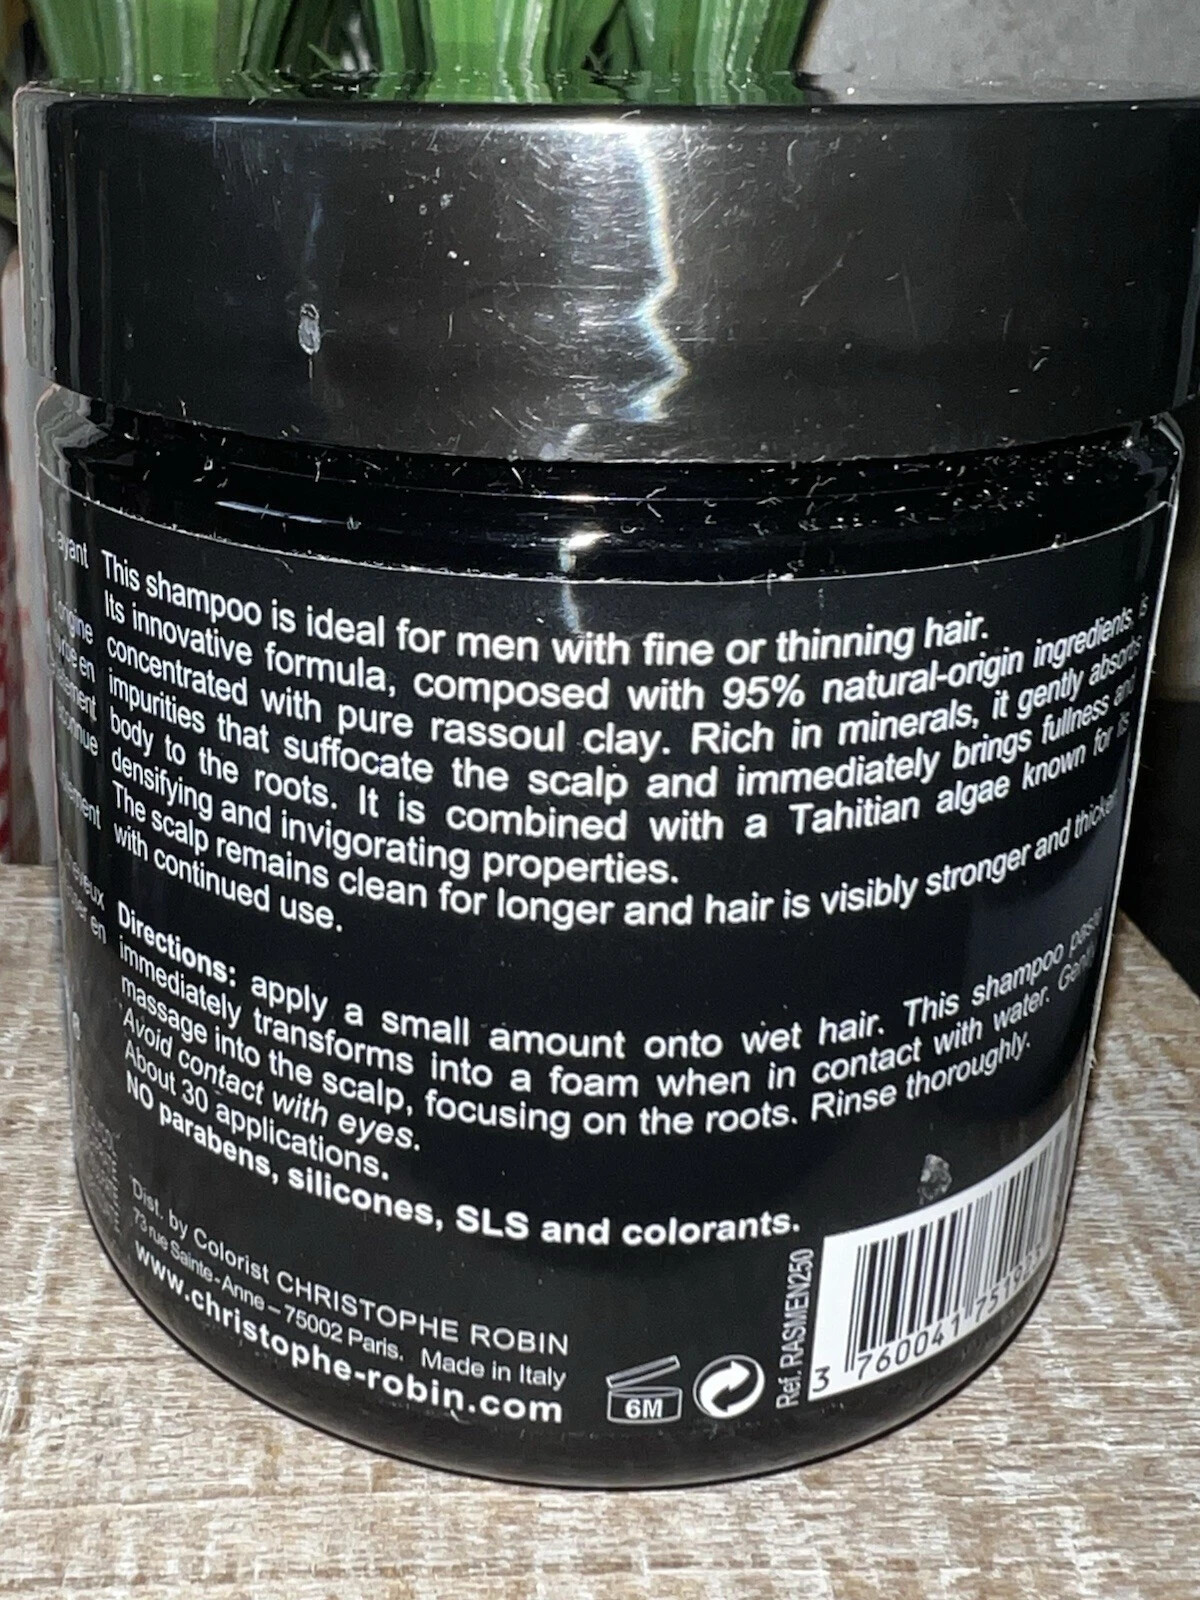 ayant
This shampoo is ideal for men with fine or thinning hair.
Its innovative formula, composed with 95% natural-origin ingredients, is
concentrated with pure rassoul clay. Rich in minerals, it gently absorbs
impurities that suffocate the scalp and immediately brings fullness and
body to the roots. It is combined with a Tahitian algae known for its
densifying and invigorating properties.
The scalp remains clean for longer and hair is visibly stronger and thicker
with continued use.
Directions: apply a small amount onto wet hair. This shampoo paste
immediately transforms into a foam when in contact with water. Gently
massage into the scalp, focusing on the roots. Rinse thoroughly.
Avoid contact with eyes.
About 30 applications.
NO parabens, silicones, SLS and colorants.
Dist. by Colorist CHRISTOPHE ROBIN
73 rue Sainte-Anne – 75002 Paris. Made in Italy
www.christophe-robin.com
6M
Ref. RASMEN250